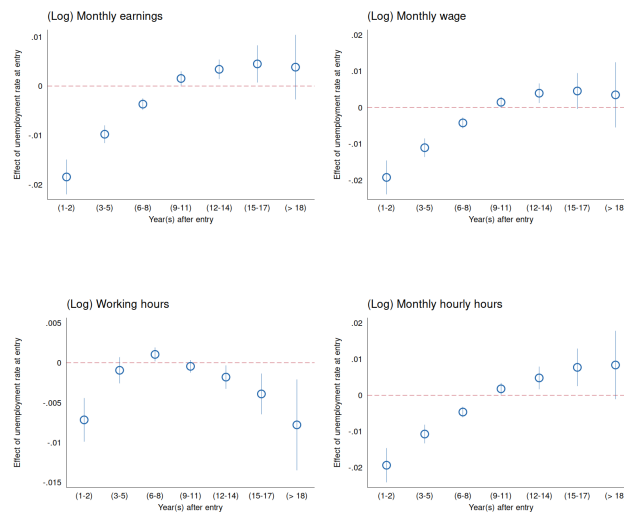 (Log) Monthly earnings
Effect of unemployment rate at entry
.01
0
-.01
-.02
(1-2) (3-5) (6-8) (9-11) (12-14) (15-17) (> 18)
Year(s) after entry
(Log) Monthly wage
Effect of unemployment rate at entry
.02
.01
0
-.01
-.02
(1-2) (3-5) (6-8) (9-11) (12-14) (15-17) (> 18
Year(s) after entry
(Log) Working hours
Effect of unemployment rate at entry
.005
0
-.005
-.01
-.015
(1-2) (3-5) (6-8) (9-11) (12-14) (15-17) (> 18)
Year(s) after entry
(Log) Monthly hourly hours
Effect of unemployment rate at entry
.02
.01
0
-.01
-.02
(1-2) (3-5) (6-8) (9-11) (12-14) (15-17) (> 18
Year(s) after entry